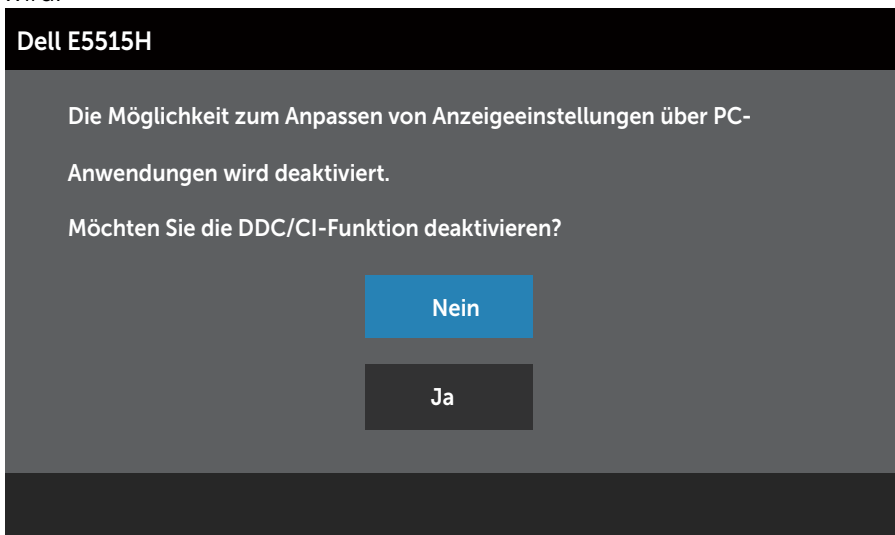 Dell E5515H
Die Möglichkeit zum Anpassen von Anzeigeeinstellungen über PC-
Anwendungen wird deaktiviert.
Möchten Sie die DDC/CI-Funktion deaktivieren?
Nein
Ja